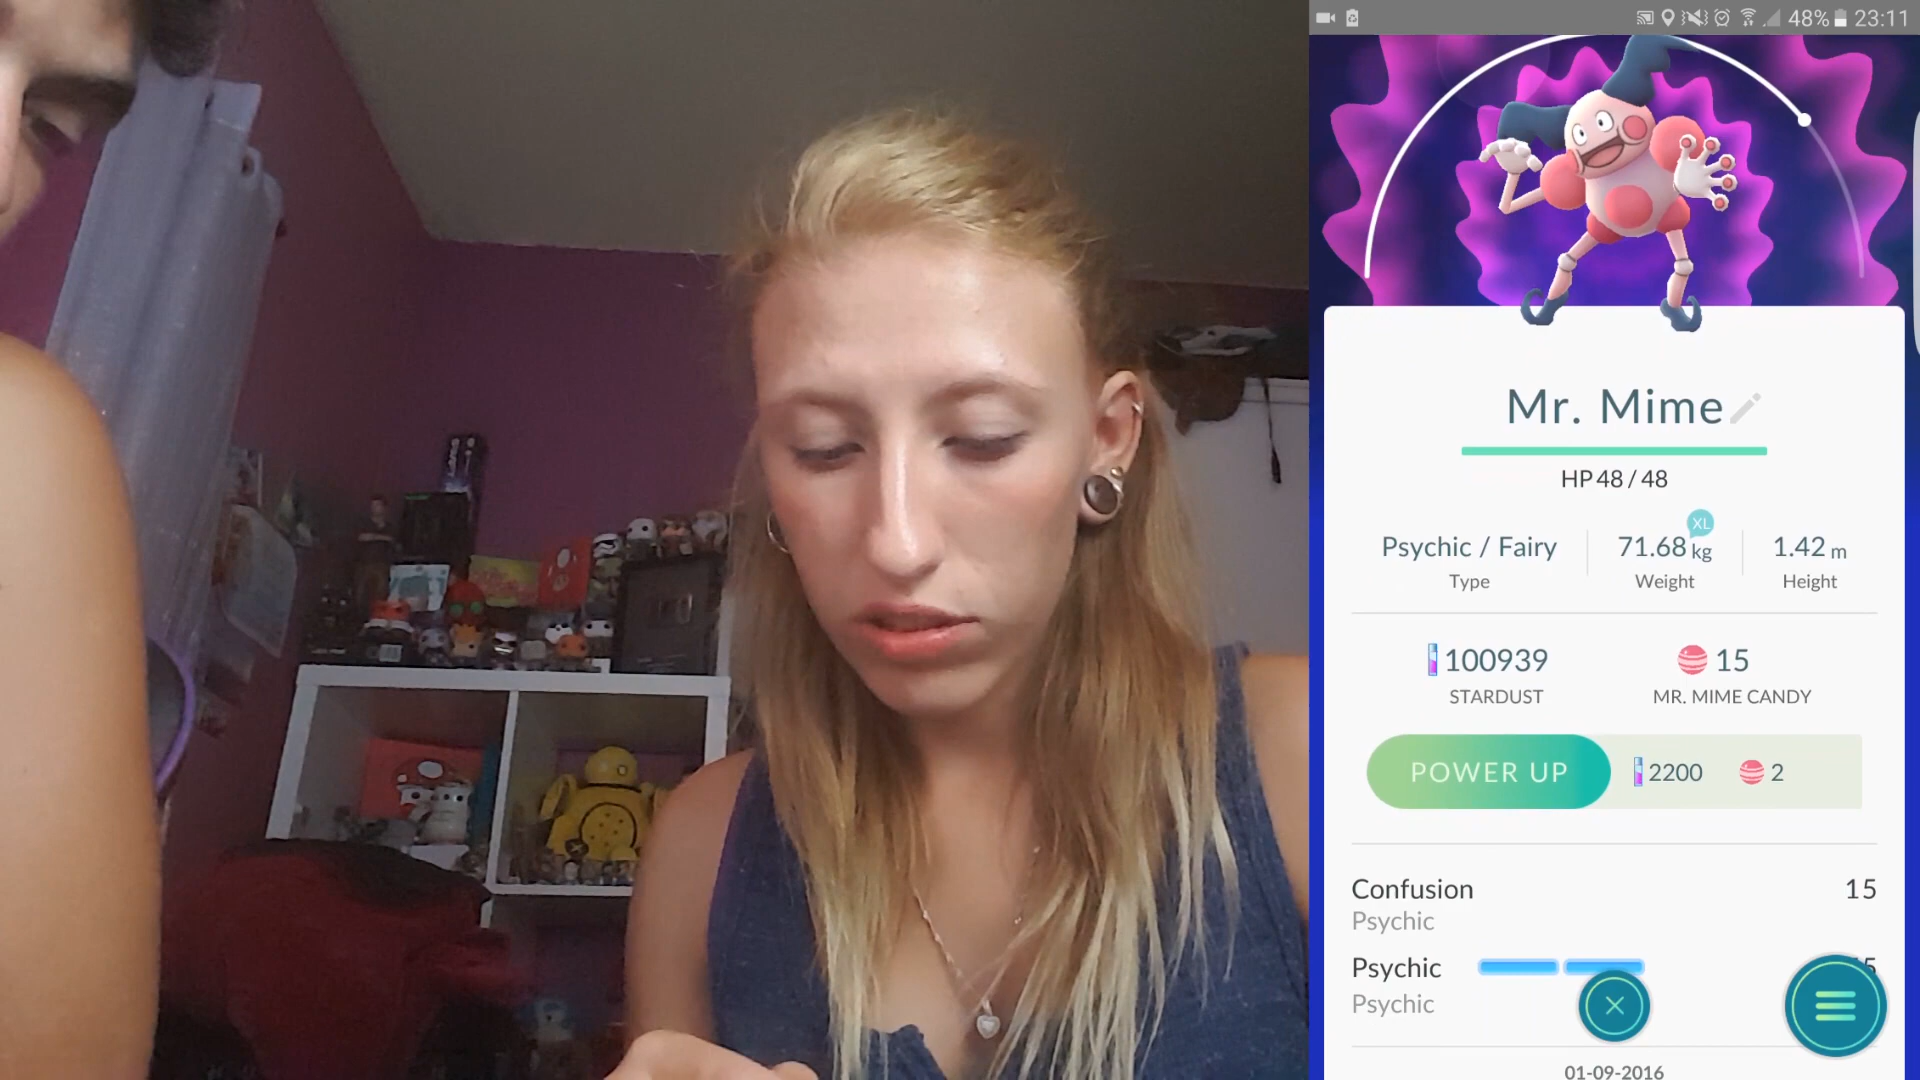 48% 23:11
Mr. Mime
HP 48 / 48
XL
Psychic / Fairy 71.68 kg 1.42 m
Type Weight Height
100939 15
STARDUST MR. MIME CANDY
POWER UP 2200 2
Confusion 15
Psychic
Psychic
Psychic
01-09-2016